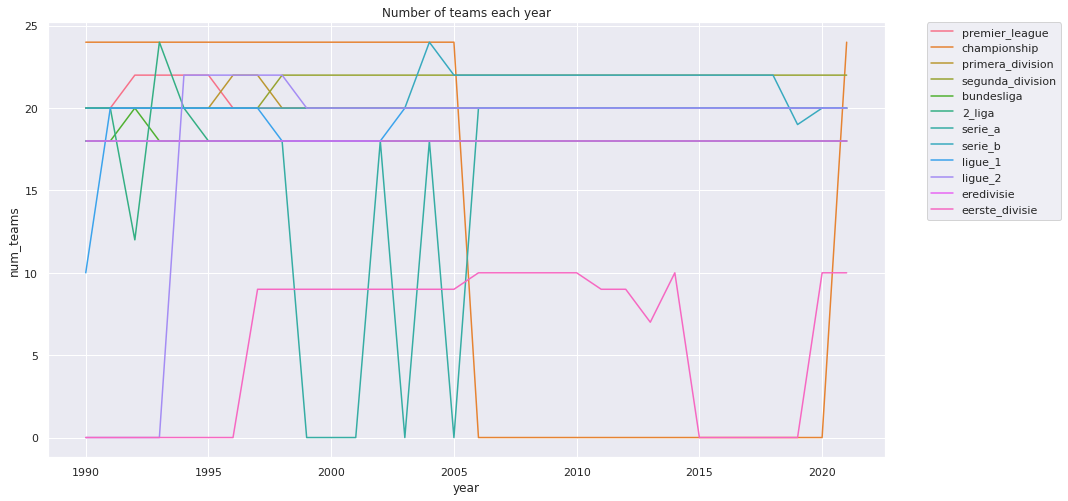 Number of teams each year
num_teams
25
20
15
10
5
0
1990
1995
2000
2005
2010
2015
2020
year
premier_league
championship
primera_division
segunda_division
bundesliga
2_liga
serie_a
serie_b
ligue_1
ligue_2
eredivisie
eerste_divisie